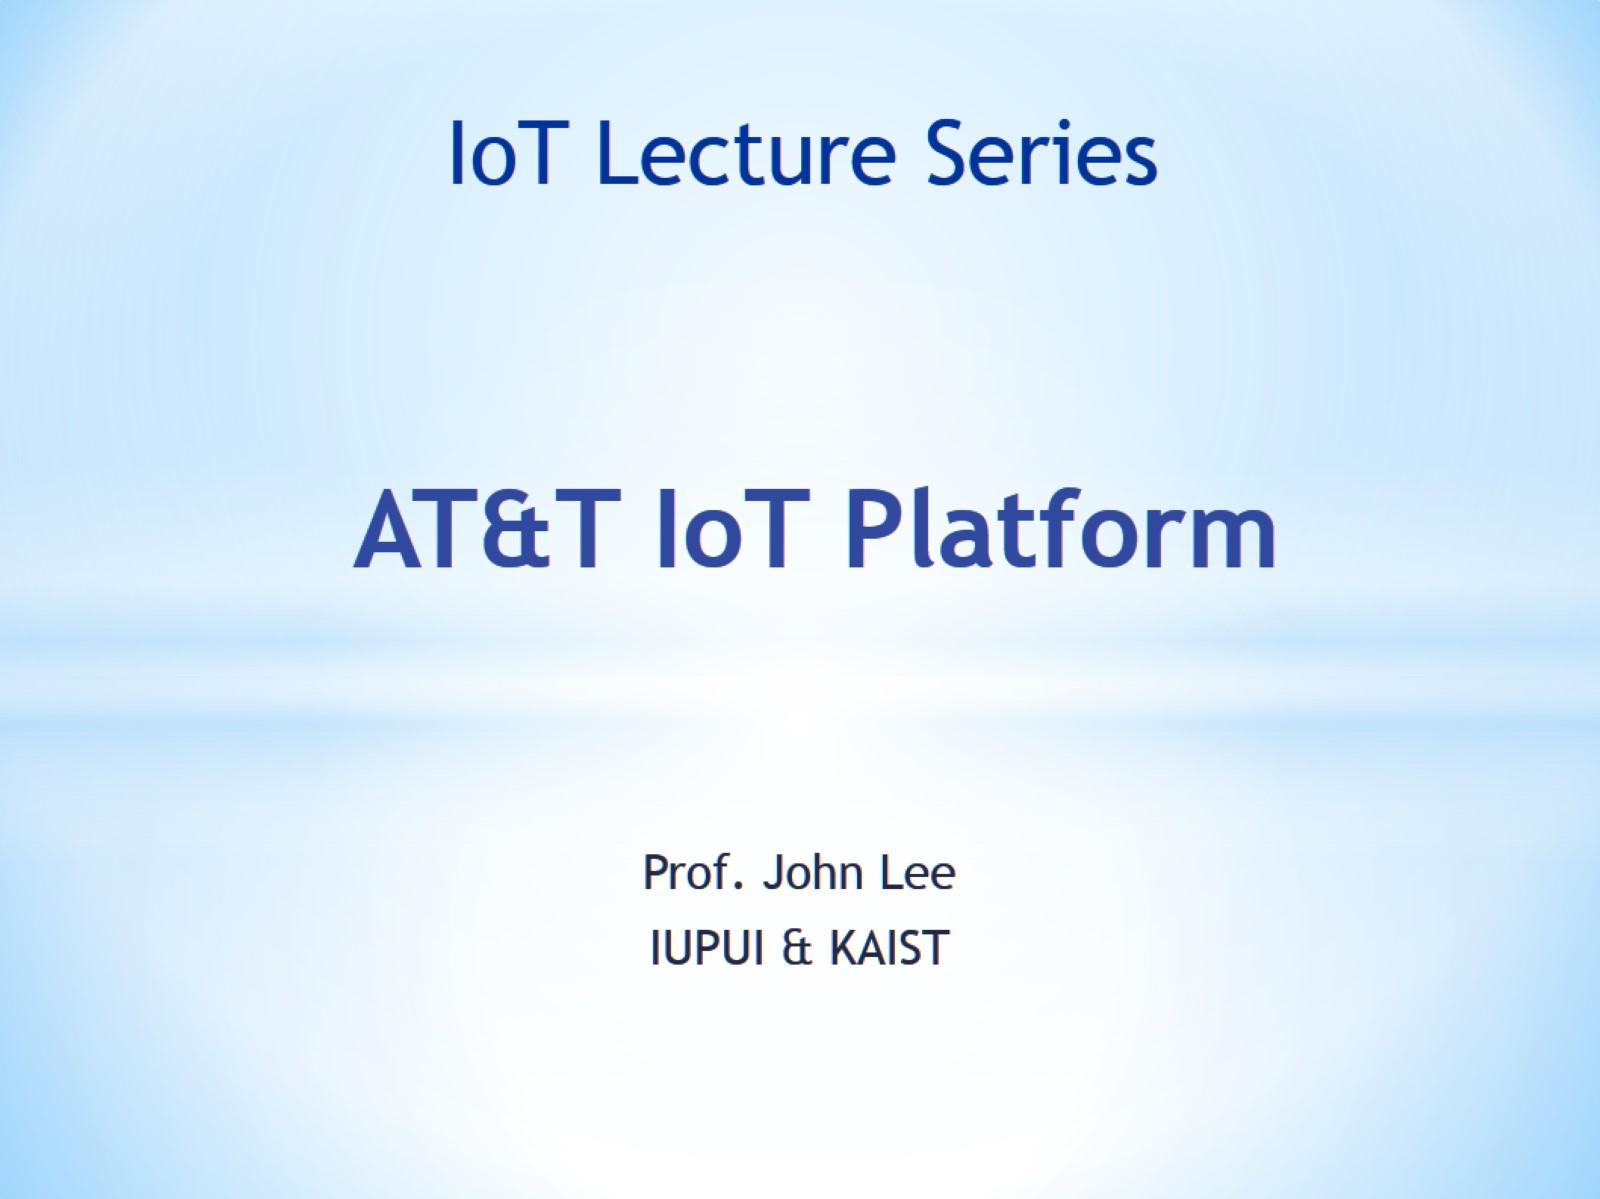 IoT Lecture Series
AT&T IoT Platform
Prof. John Lee
IUPUI & KAIST